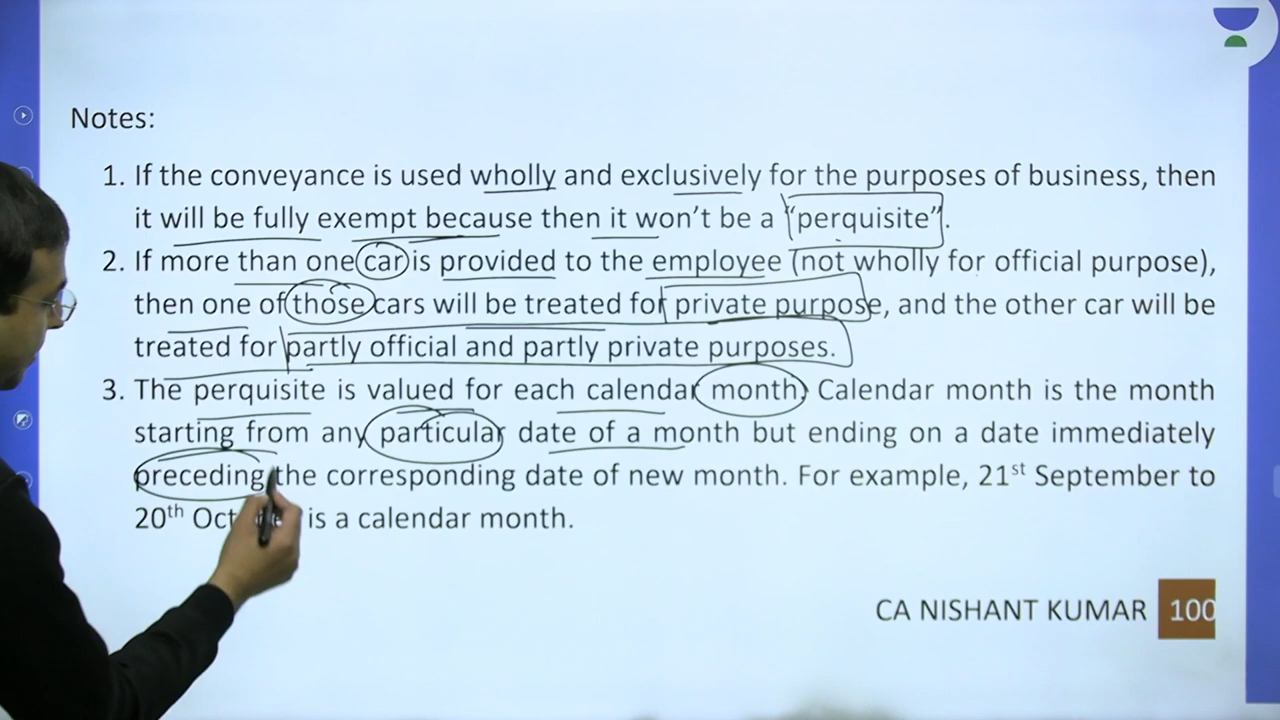 Notes:
1. If the conveyance is used wholly and exclusively for the purposes of business, then
it will be fully exempt because then it won't be a "perquisite".
2. If more than one car is provided to the employee (not wholly for official purpose),
then one of those cars will be treated for private purpose, and the other car will be
treated for partly official and partly private purposes.
3. The perquisite is valued for each calendar month. Calendar month is the month
starting from any particular date of a month but ending on a date immediately
preceding the corresponding date of new month. For example, 21st September to
20th is a calendar month.
CA NISHANT KUMAR 100